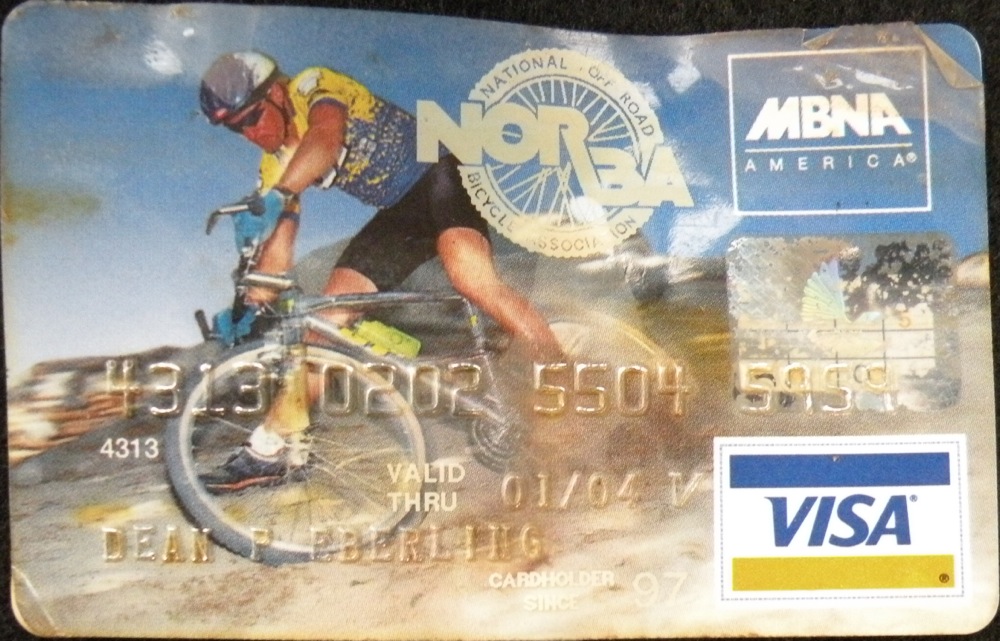 NATIONAL OFF ROAD
NORBA
BICYCLE ASSOCIATION
MBNA
AMERICA®
4313 0202 5504
4313
VALID
THRU 01/04 V
DEAN P EBERLING
CARDHOLDER
SINCE 97
VISA®